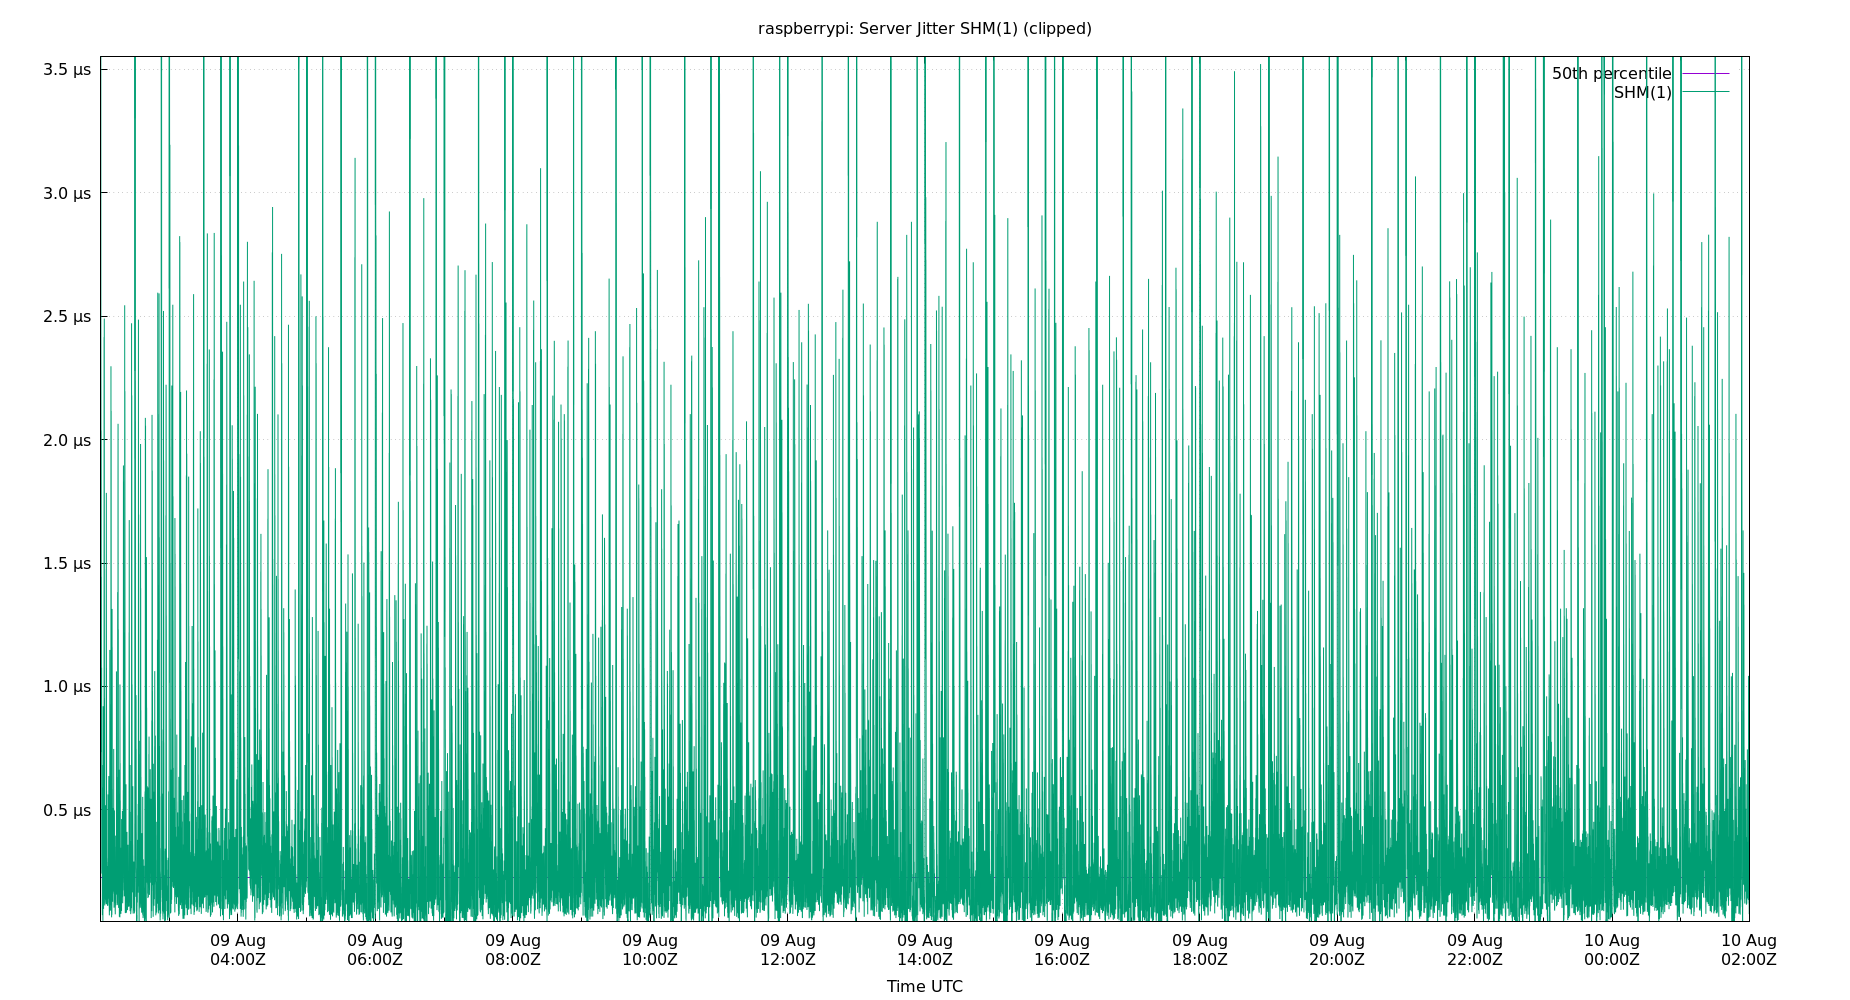 raspberrypi: Server Jitter SHM(1) (clipped)
3.5 µs
50th percentile
SHM(1)
3.0 µs
2.5 µs
2.0 µs
1.5 µs
1.0 µs
0.5 µs
09 Aug 09 Aug 09 Aug 09 Aug 09 Aug 09 Aug 09 Aug 09 Aug 09 Aug 09 Aug 10 Aug 10 Aug
04:00Z 06:00Z 08:00Z 10:00Z 12:00Z 14:00Z 16:00Z 18:00Z 20:00Z 22:00Z 00:00Z 02:00Z
Time UTC